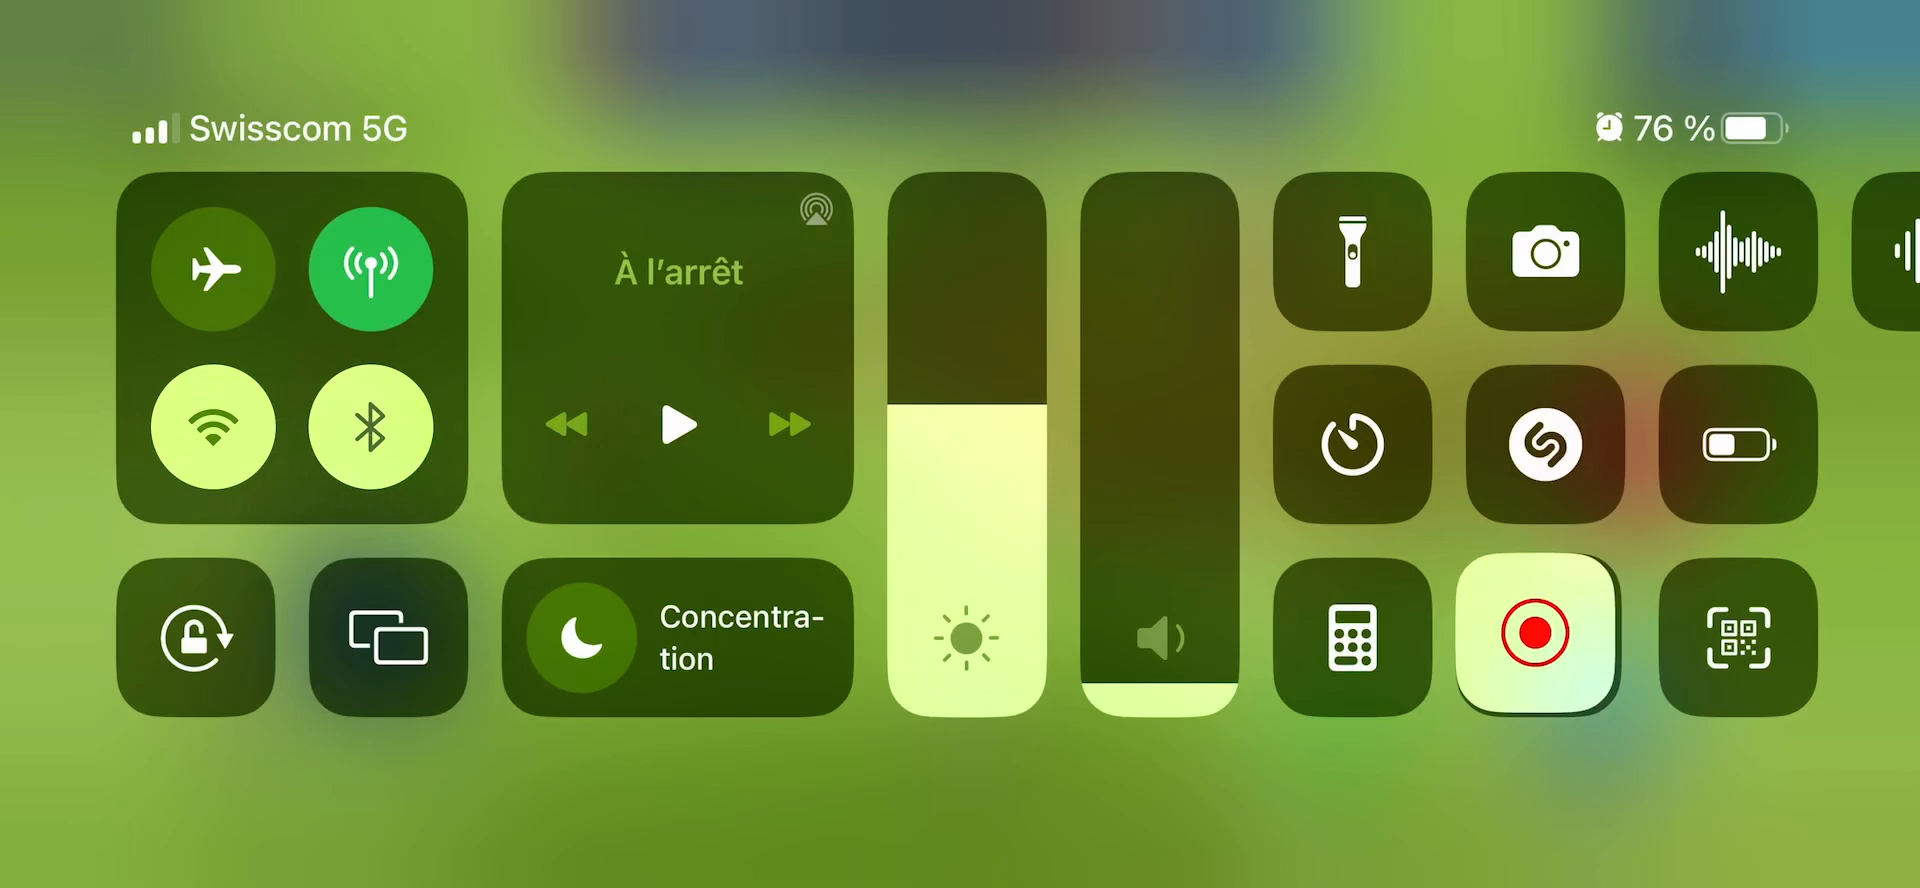 Swisscom 5G
76 %
À l’arrêt
Concentra-
tion